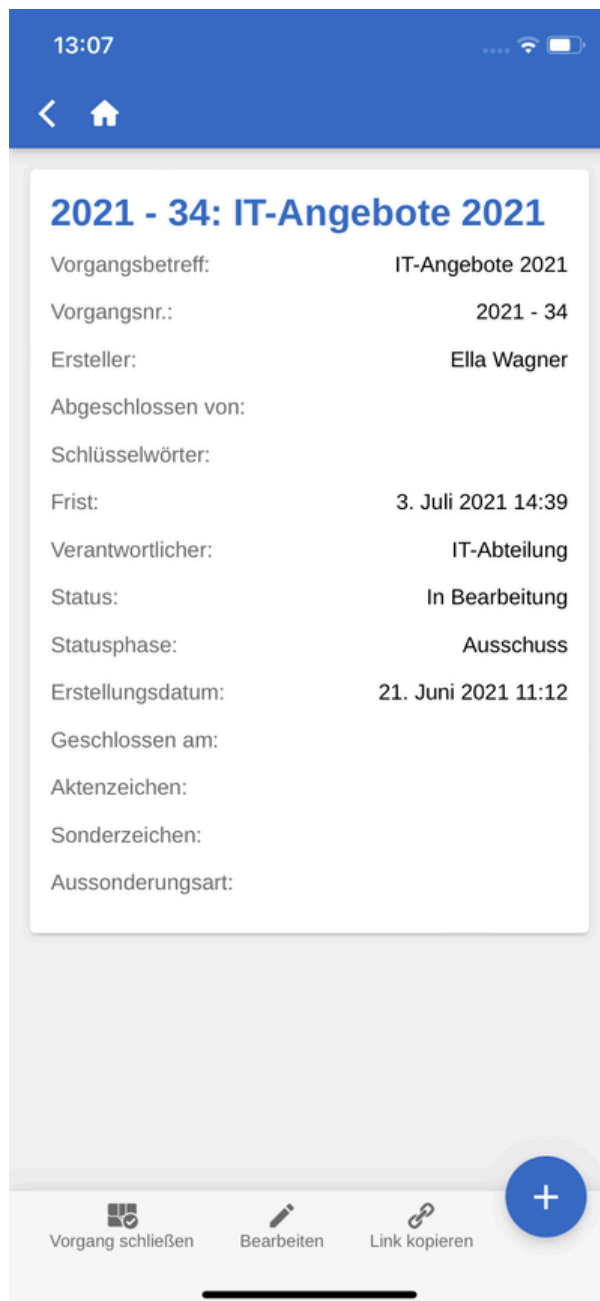 13:07
2021 - 34: IT-Angebote 2021
Vorgangsbetreff: IT-Angebote 2021
Vorgangsnr.: 2021 - 34
Ersteller: Ella Wagner
Abgeschlossen von:
Schlüsselwörter:
Frist: 3. Juli 2021 14:39
Verantwortlicher: IT-Abteilung
Status: In Bearbeitung
Statusphase: Ausschuss
Erstellungsdatum: 21. Juni 2021 11:12
Geschlossen am:
Aktenzeichen:
Sonderzeichen:
Aussonderungsart:
Vorgang schließen Bearbeiten Link kopieren